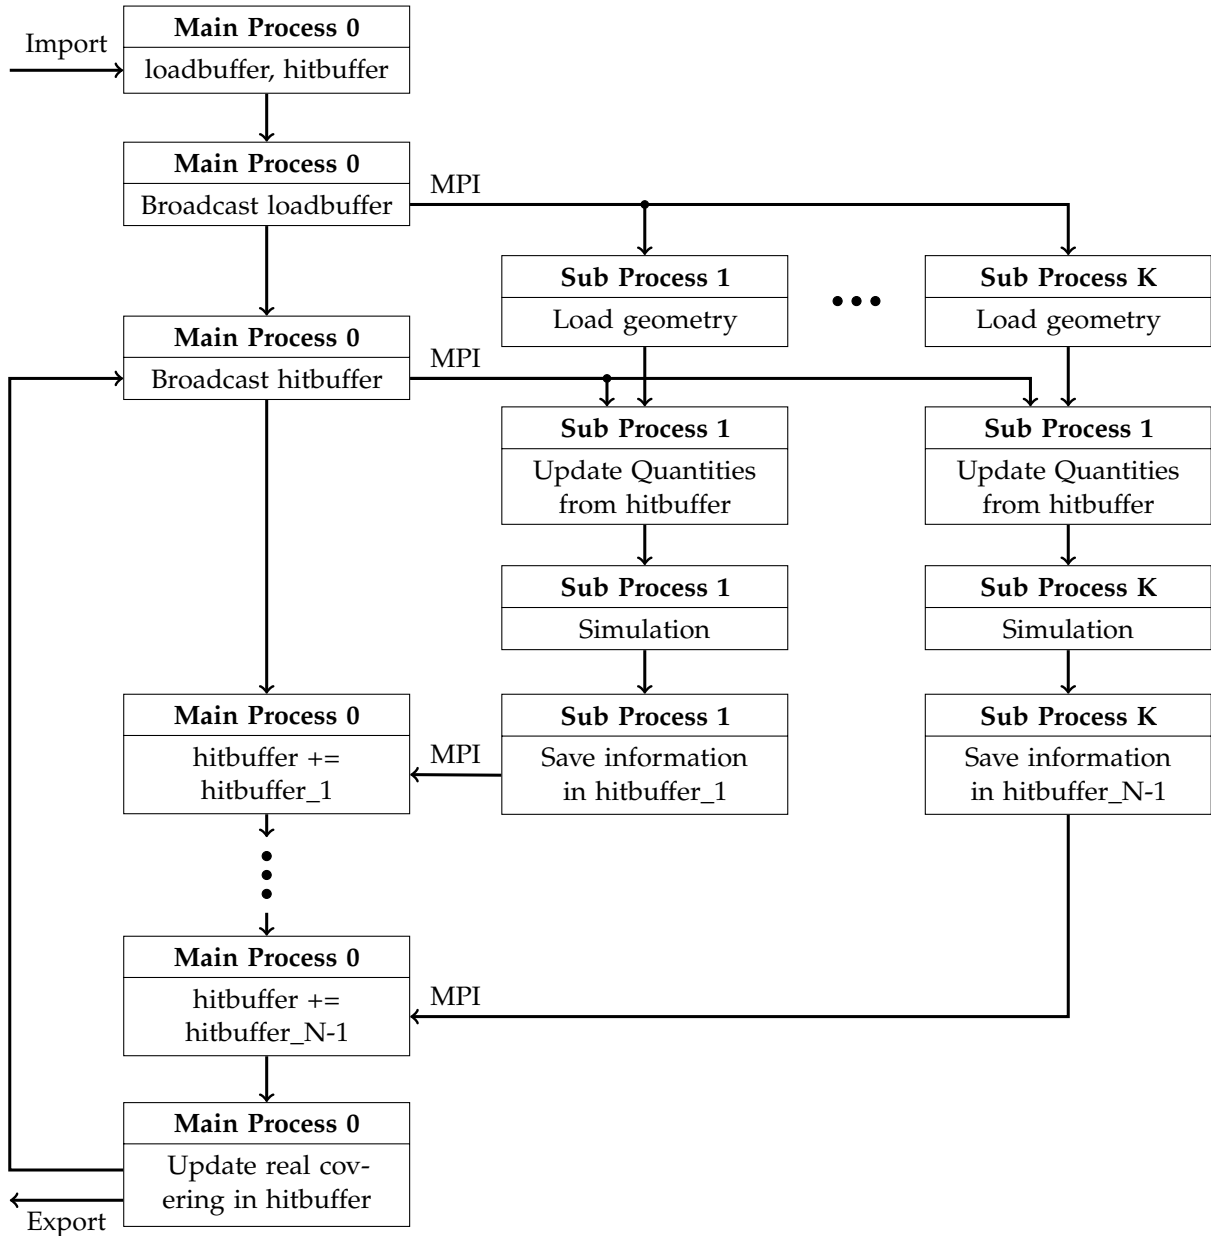 Import
Main Process 0
loadbuffer, hitbuffer
Main Process 0
Broadcast loadbuffer
MPI
Sub Process 1
Load geometry
Sub Process K
Load geometry
Main Process 0
Broadcast hitbuffer
MPI
Sub Process 1
Update Quantities
from hitbuffer
Sub Process 1
Update Quantities
from hitbuffer
Sub Process 1
Simulation
Sub Process K
Simulation
Main Process 0
hitbuffer +=
hitbuffer_1
MPI
Sub Process 1
Save information
in hitbuffer_1
Sub Process K
Save information
in hitbuffer_N-1
Main Process 0
hitbuffer +=
hitbuffer_N-1
MPI
Main Process 0
Update real cov-
ering in hitbuffer
Export